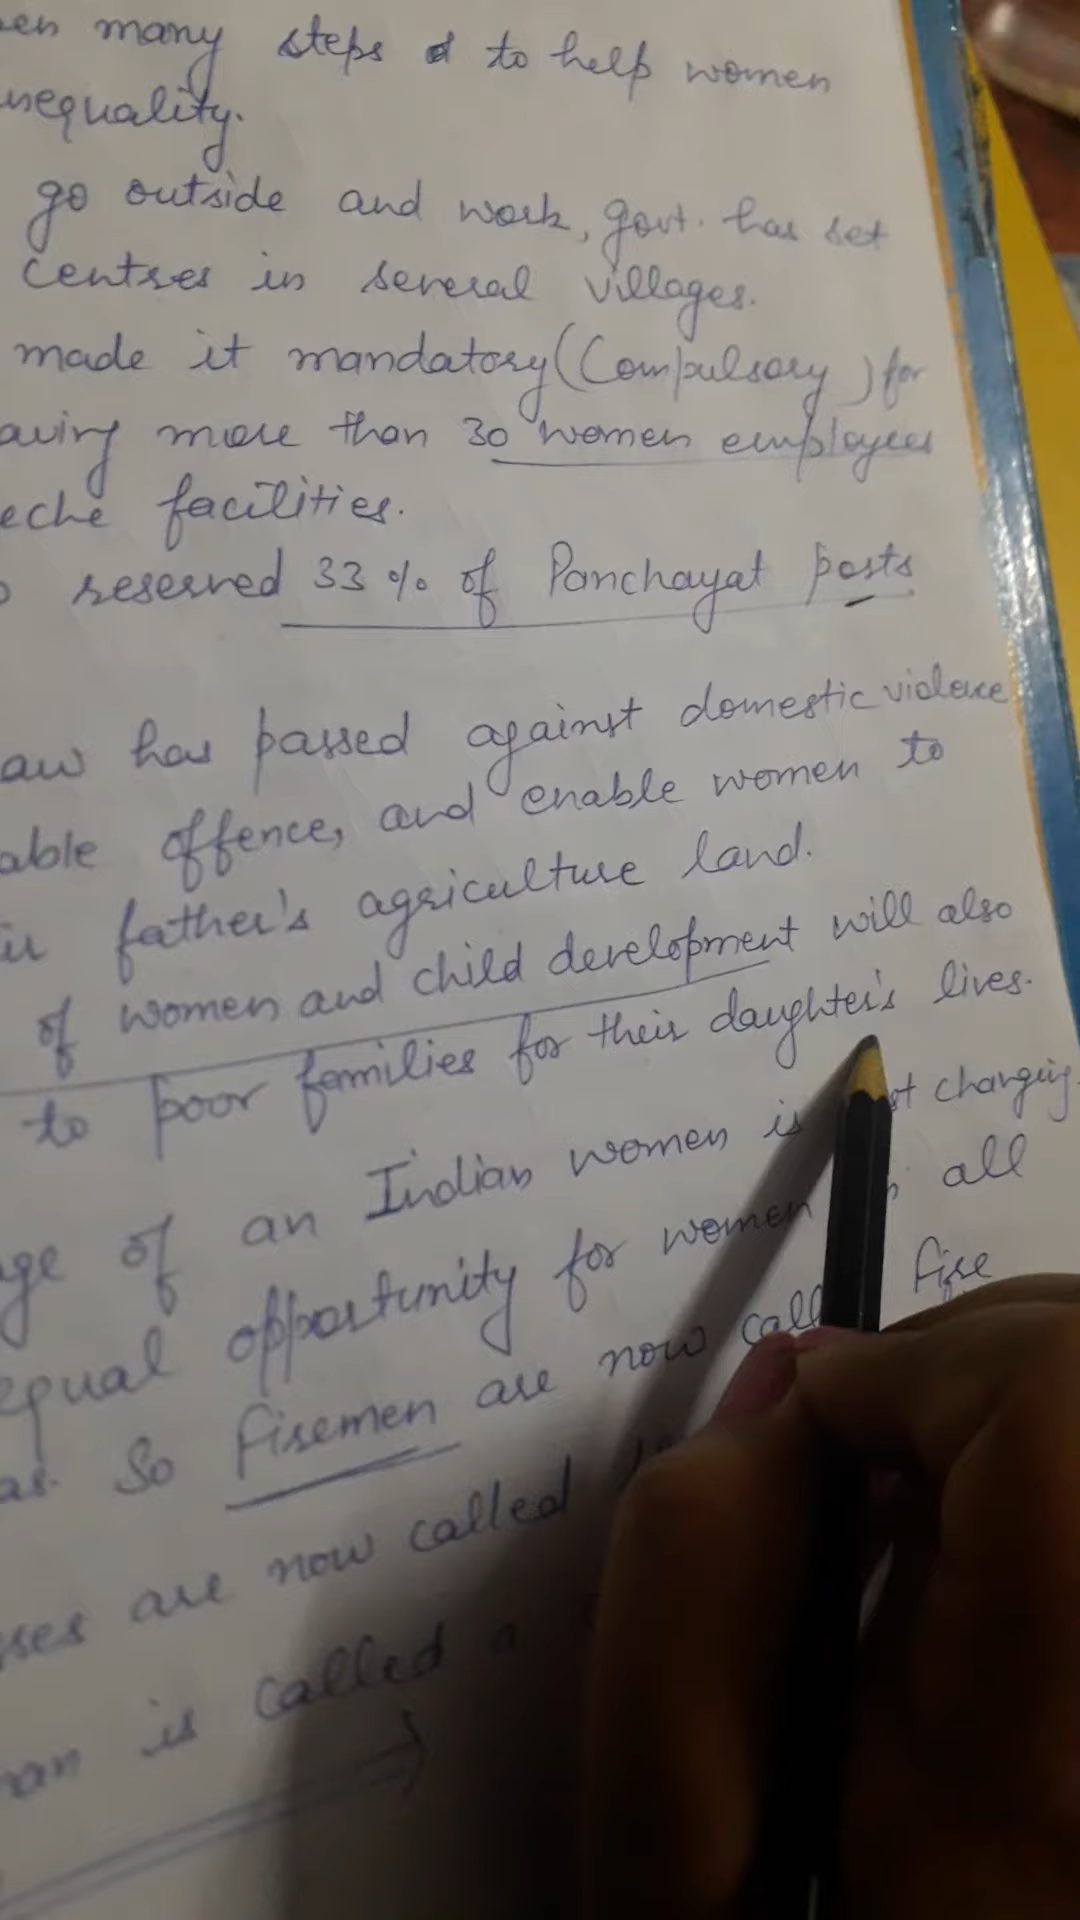 many steps to help women
inequality.
go outside and work, govt. has set
centres in several villages.
made it mandatory (Compulsory) for
having more than 30 women employees
facilities.
reserved 33% of Panchayat posts
has passed against domestic violence
able offence, and enable women to
father's agriculture land.
of women and child development will also
to poor families for their daughter's lives.
of an Indian women is changing
equal opportunity for women all
So firemen are now call fire
are now called
is called a